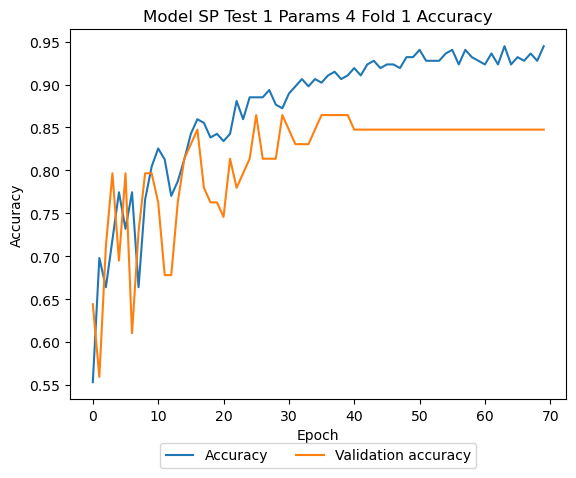 Model SP Test 1 Params 4 Fold 1 Accuracy
0.95
0.90
0.85
0.80
0.75
0.70
0.65
0.60
0.55
Accuracy
0 10 20 30 40 50 60 70
Epoch
Accuracy Validation accuracy